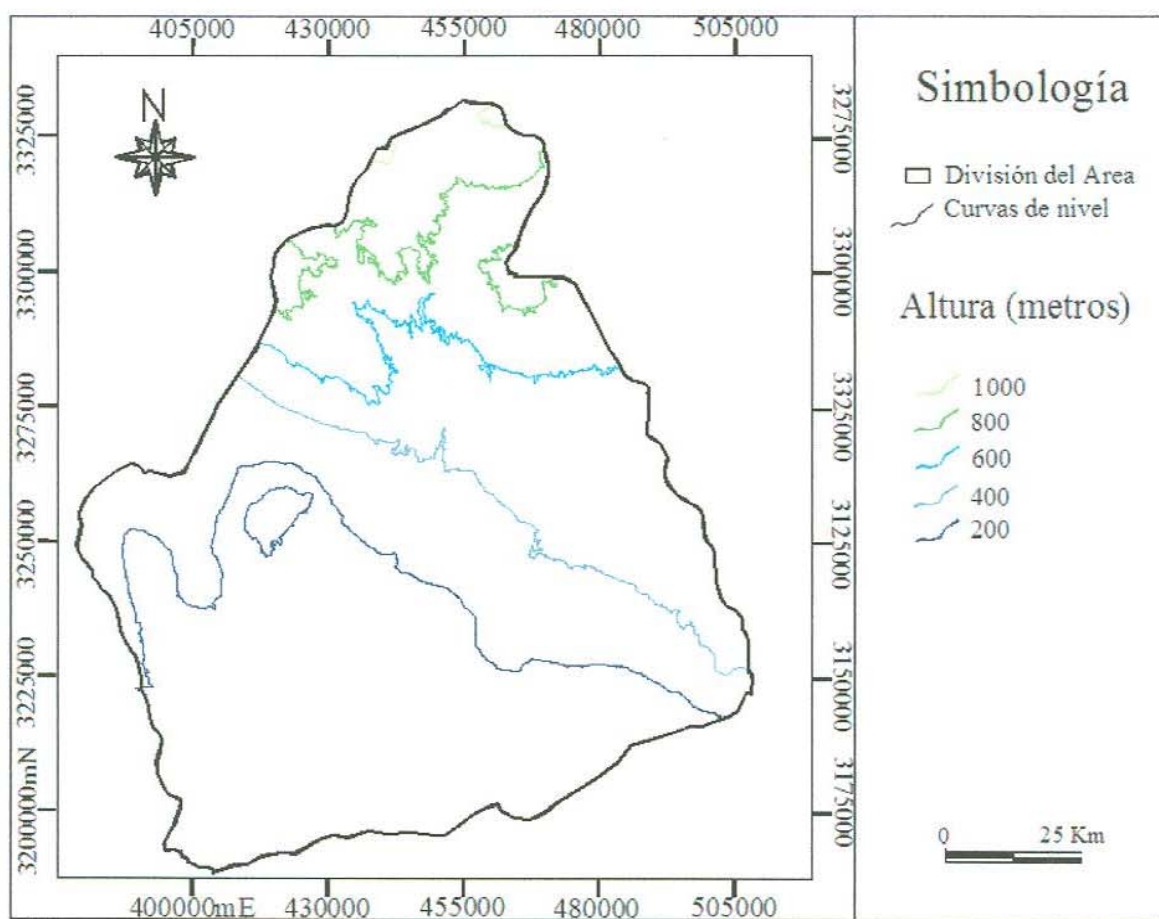 405000 430000 455000 480000 505000
N
3325000
3300000
3275000
3250000
3225000
3200000mN
3275000
3300000
3325000
3125000
3150000
3175000
400000mE 430000 455000 480000 505000
Simbología
División del Area
Curvas de nivel
Altura (metros)
1000
800
600
400
200
0 25 Km